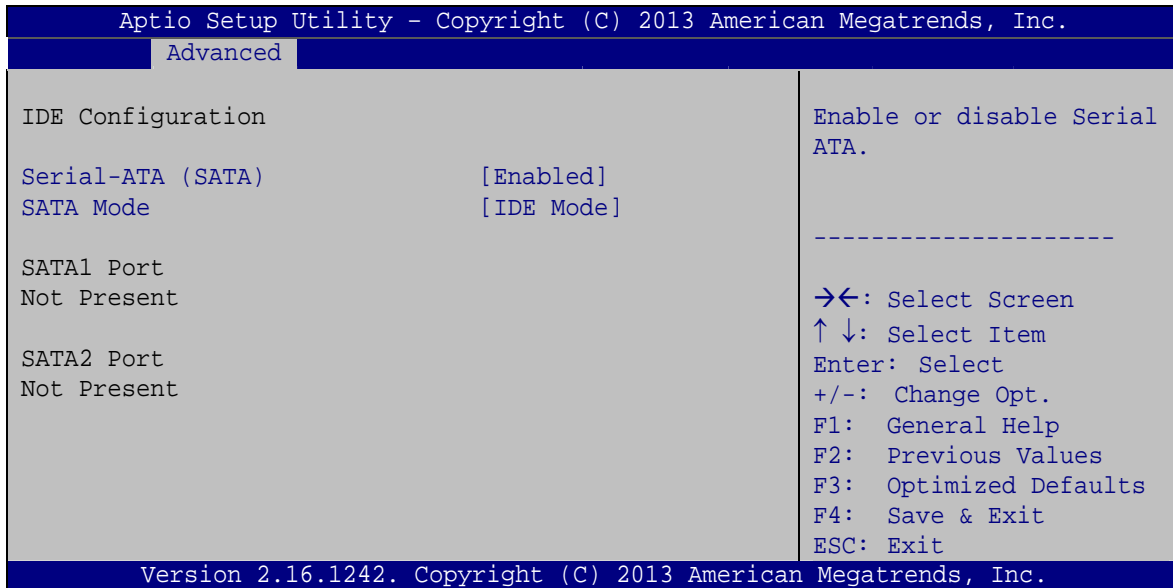 Aptio Setup Utility – Copyright (C) 2013 American Megatrends, Inc.
Advanced
IDE Configuration
Serial-ATA (SATA) [Enabled]
SATA Mode [IDE Mode]
SATA1 Port
Not Present
SATA2 Port
Not Present
Enable or disable Serial
ATA.
---------------------
→←: Select Screen
↑ ↓: Select Item
Enter: Select
+/-: Change Opt.
F1: General Help
F2: Previous Values
F3: Optimized Defaults
F4: Save & Exit
ESC: Exit
Version 2.16.1242. Copyright (C) 2013 American Megatrends, Inc.